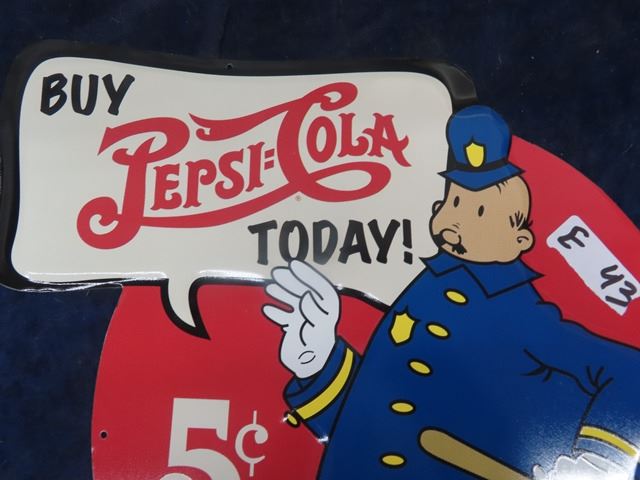 BUY
PEPSI=COLA
TODAY!
E 43
5¢